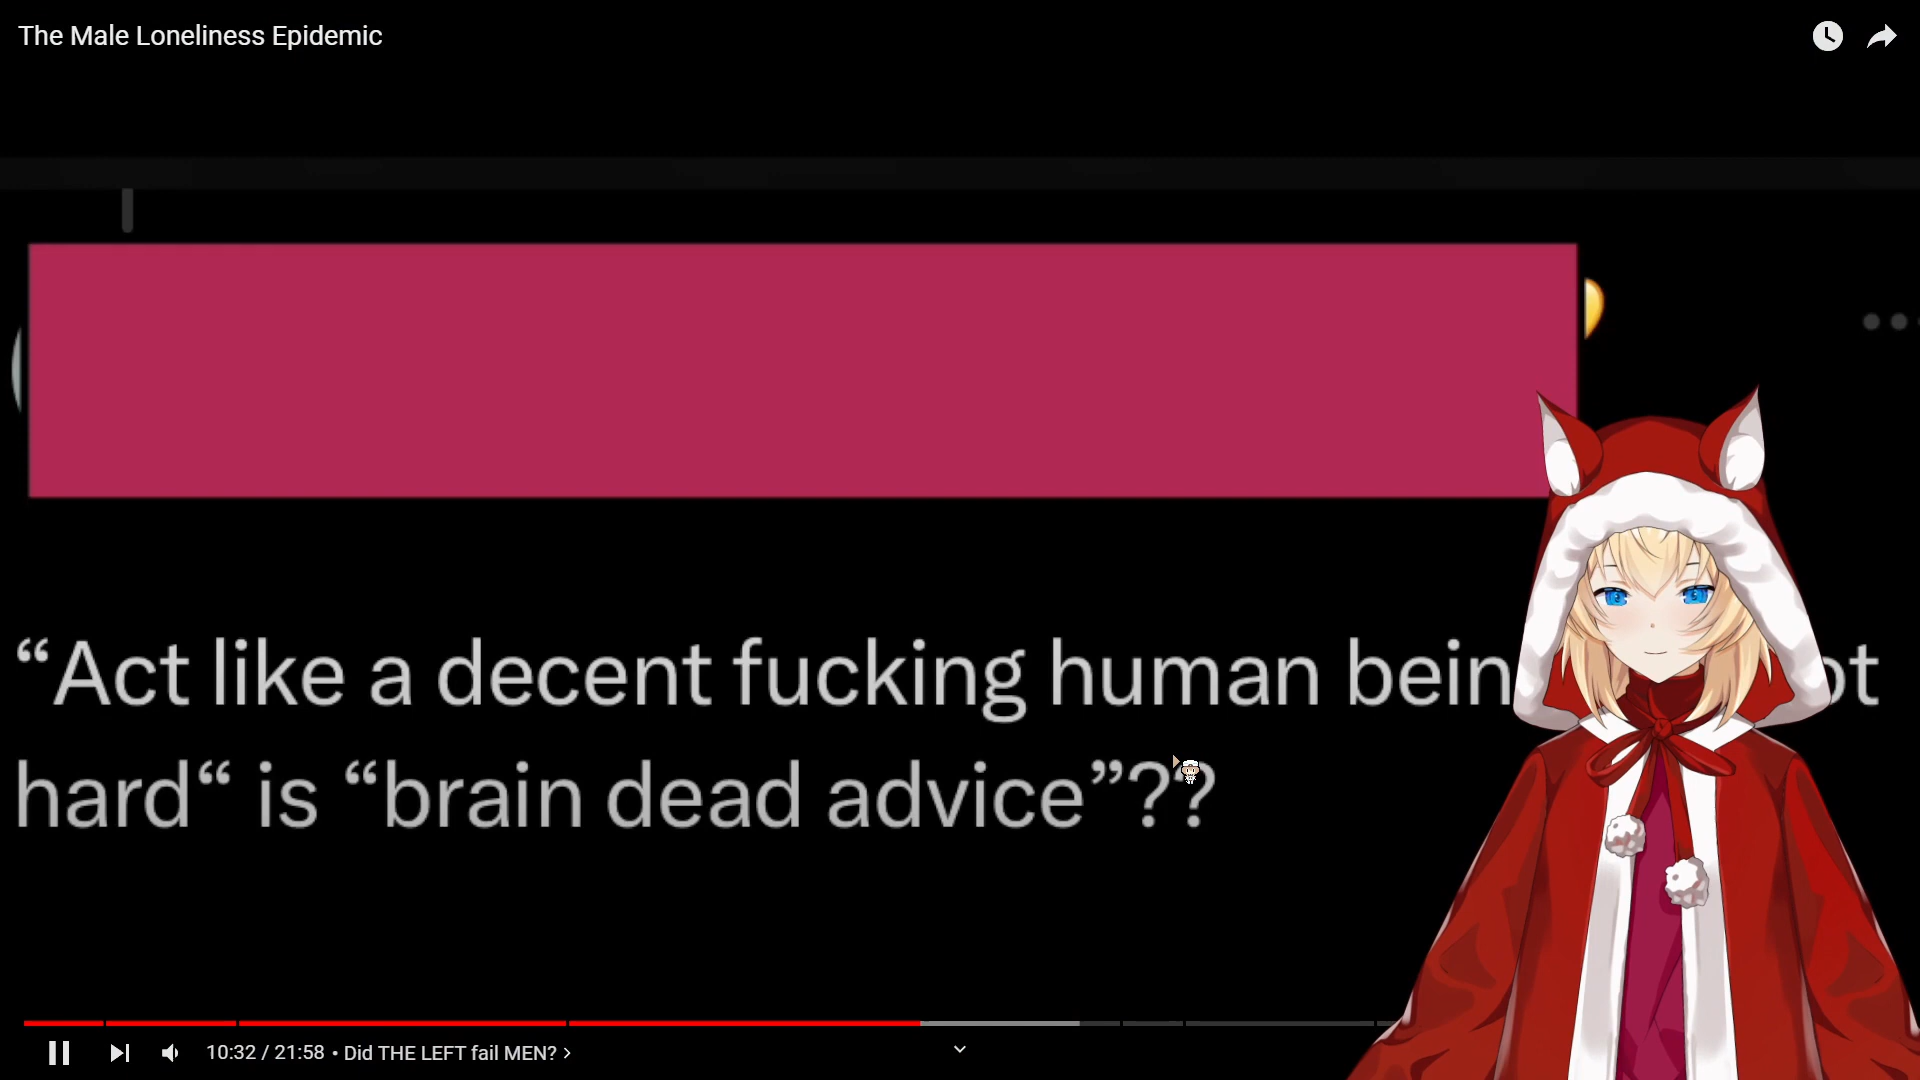 The Male Loneliness Epidemic
“Act like a decent fucking human bein
hard“ is “brain dead advice”??
10:32 / 21:58 • Did THE LEFT fail MEN? >